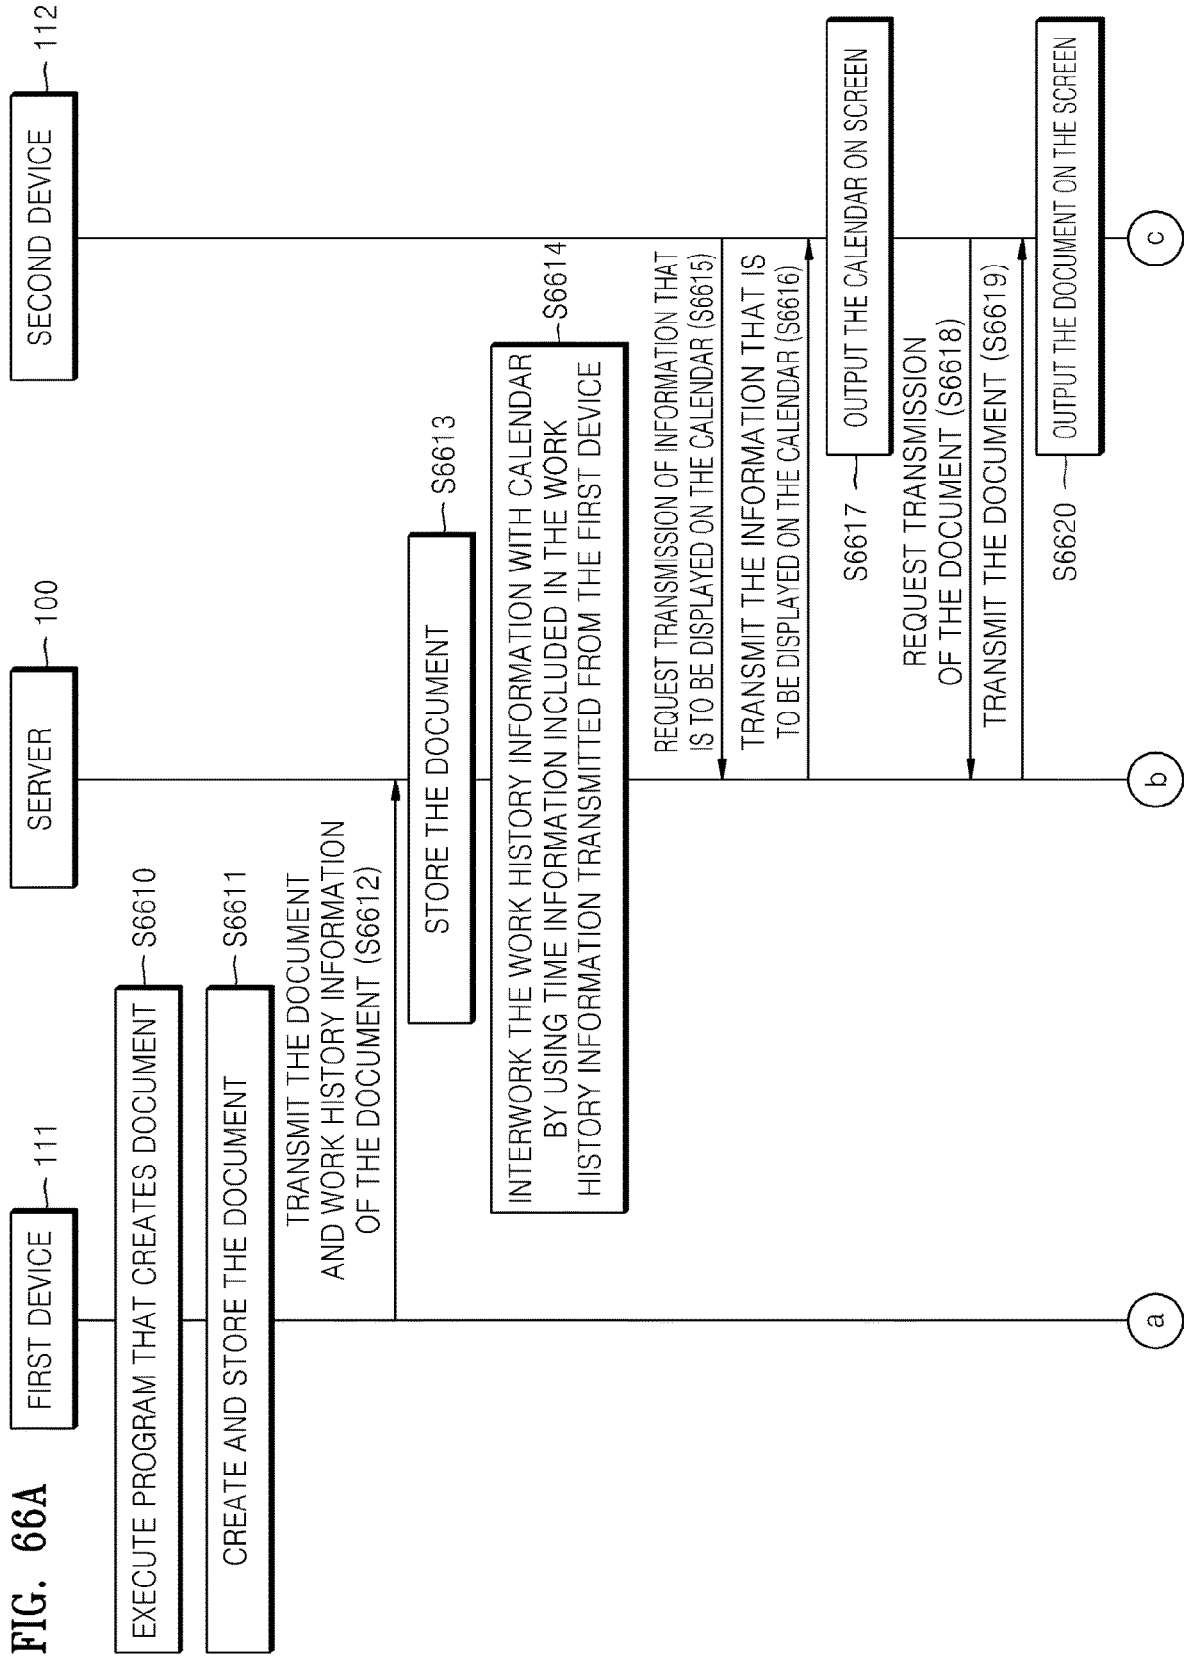 FIG. 66A
FIRST DEVICE
111
SERVER
100
SECOND DEVICE
112
EXECUTE PROGRAM THAT CREATES DOCUMENT
S6610
CREATE AND STORE THE DOCUMENT
S6611
TRANSMIT THE DOCUMENT
AND WORK HISTORY INFORMATION
OF THE DOCUMENT (S6612)
STORE THE DOCUMENT
S6613
INTERWORK THE WORK HISTORY INFORMATION WITH CALENDAR
BY USING TIME INFORMATION INCLUDED IN THE WORK
HISTORY INFORMATION TRANSMITTED FROM THE FIRST DEVICE
S6614
REQUEST TRANSMISSION OF INFORMATION THAT
IS TO BE DISPLAYED ON THE CALENDAR (S6615)
TRANSMIT THE INFORMATION THAT IS
TO BE DISPLAYED ON THE CALENDAR (S6616)
S6617
OUTPUT THE CALENDAR ON SCREEN
REQUEST TRANSMISSION
OF THE DOCUMENT (S6618)
TRANSMIT THE DOCUMENT (S6619)
S6620
OUTPUT THE DOCUMENT ON THE SCREEN
a
b
c